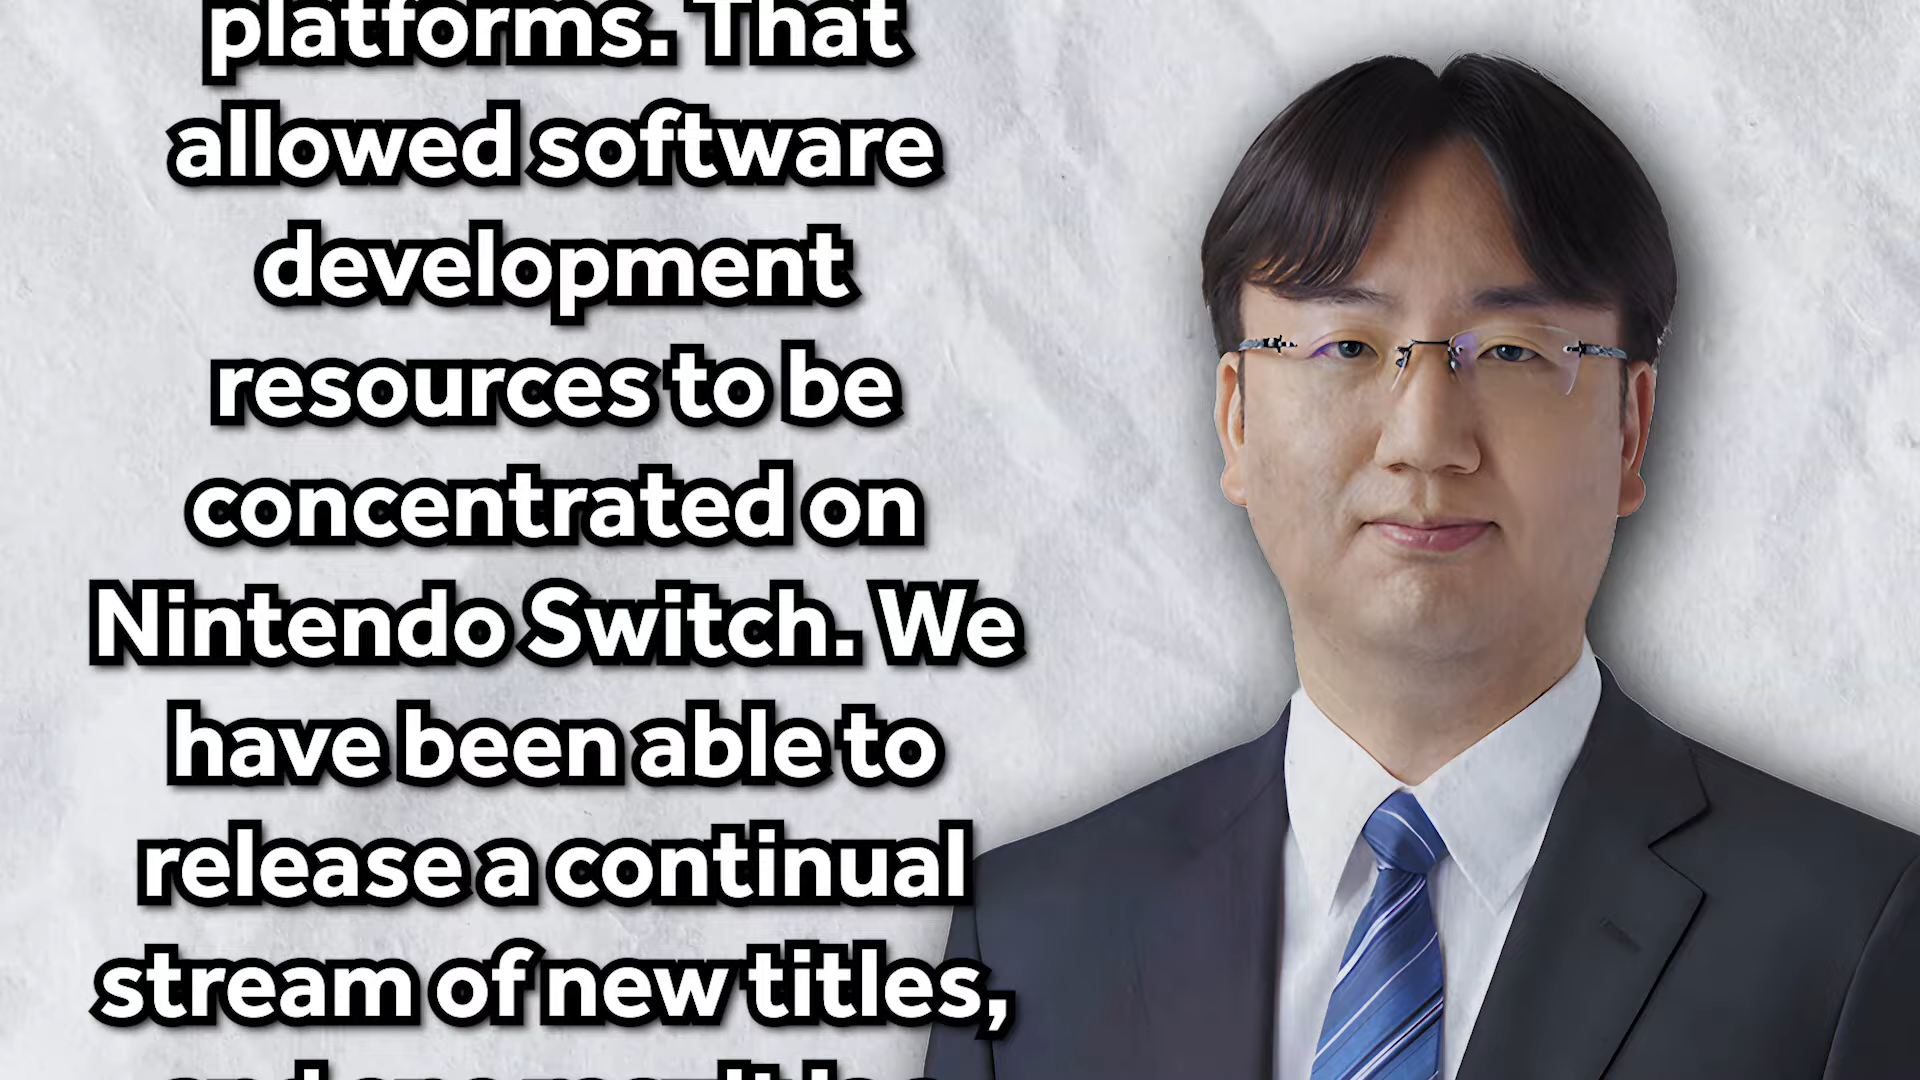 platforms. That
allowed software
development
resources to be
concentrated on
Nintendo Switch. We
have been able to
release a continual
stream of new titles,